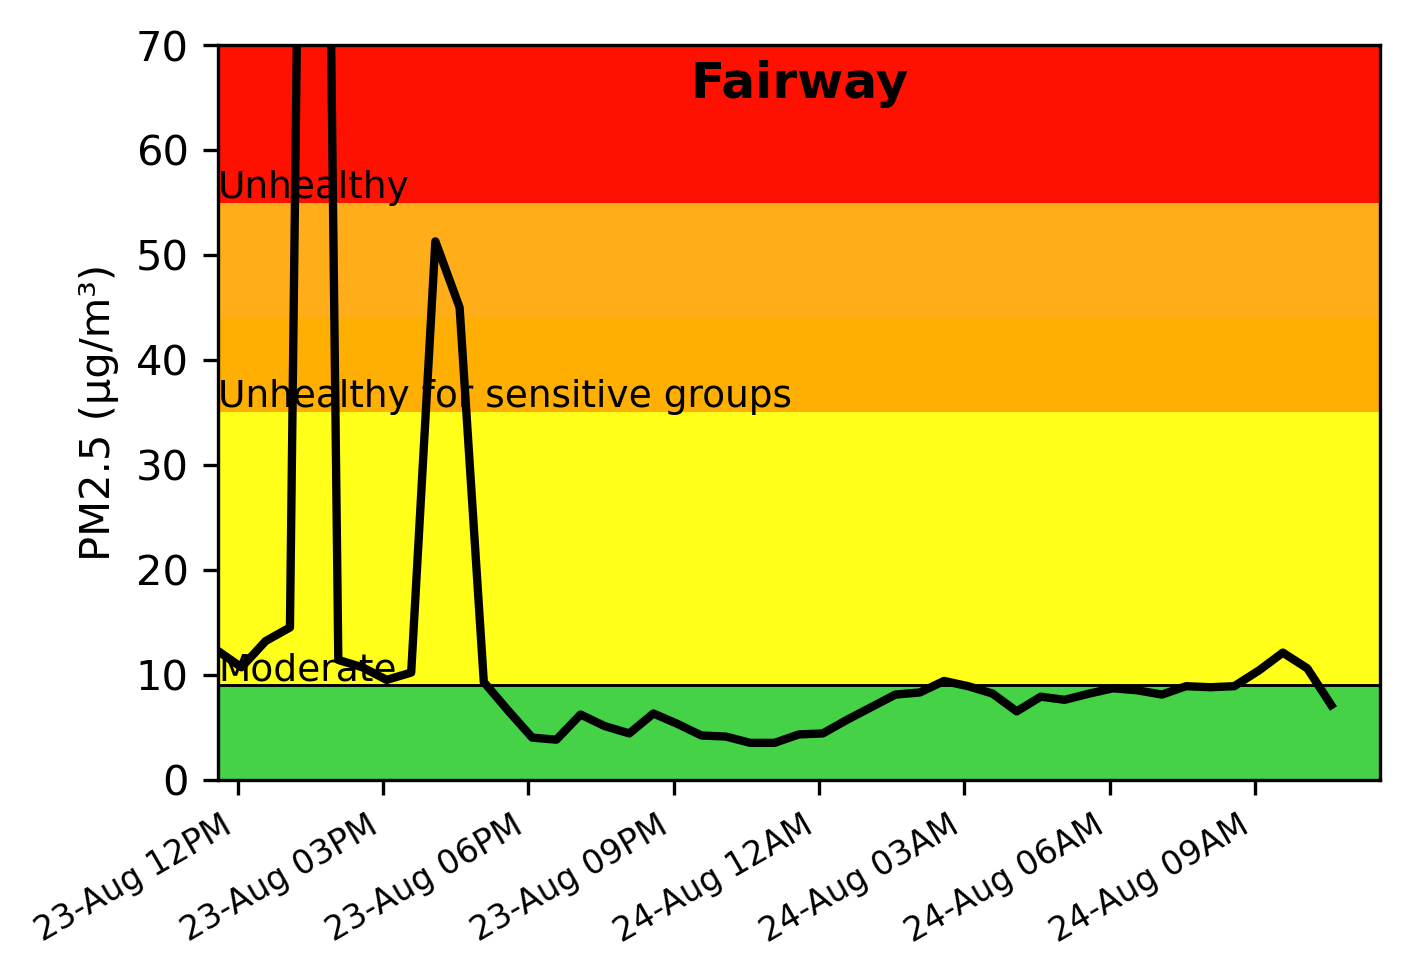 Fairway
70
60
50
40
30
20
10
0
PM2.5 (µg/m³)
Unhealthy
Unhealthy for sensitive groups
Moderate
23-Aug 12PM
23-Aug 03PM
23-Aug 06PM
23-Aug 09PM
24-Aug 12AM
24-Aug 03AM
24-Aug 06AM
24-Aug 09AM